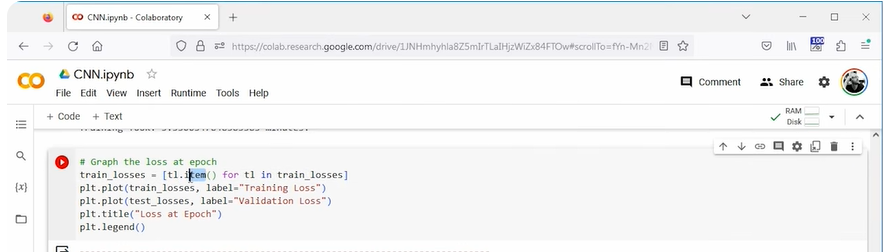 CNN.ipynb - Colaboratory
https://colab.research.google.com/drive/1JNHmhyhla8Z5mIrTLaIHjzWiZx84FTOw#scrollTo=fYn-Mn2f
100
CNN.ipynb
Comment
Share
File Edit View Insert Runtime Tools Help
+ Code + Text
RAM
Disk
# Graph the loss at epoch
train_losses = [tl.item() for tl in train_losses]
plt.plot(train_losses, label="Training Loss")
plt.plot(test_losses, label="Validation Loss")
plt.title("Loss at Epoch")
plt.legend()